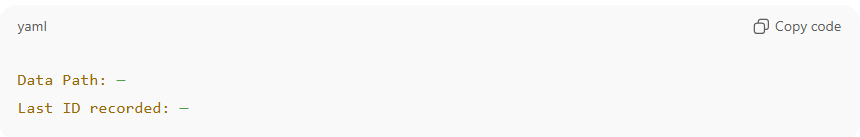 yaml
Copy code
Data Path: —
Last ID recorded: —